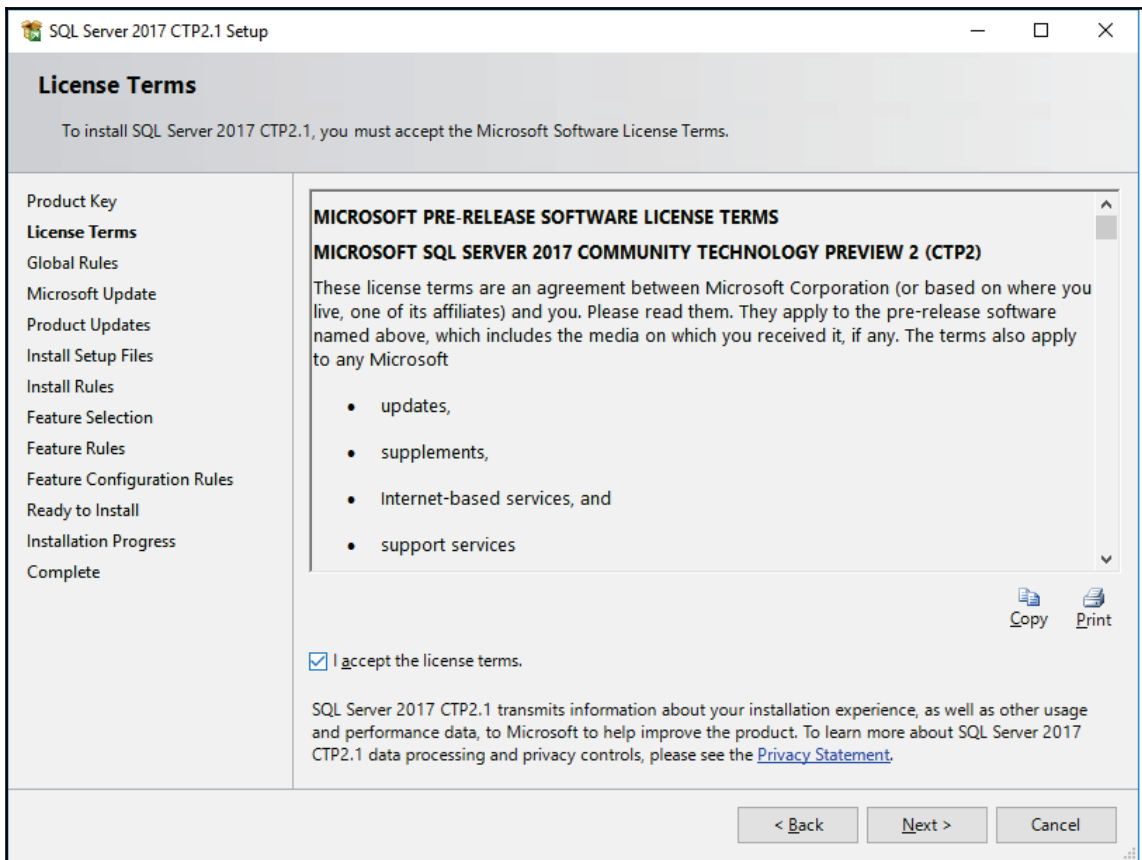 SQL Server 2017 CTP2.1 Setup
License Terms
To install SQL Server 2017 CTP2.1, you must accept the Microsoft Software License Terms.
Product Key
License Terms
Global Rules
Microsoft Update
Product Updates
Install Setup Files
Install Rules
Feature Selection
Feature Rules
Feature Configuration Rules
Ready to Install
Installation Progress
Complete
MICROSOFT PRE-RELEASE SOFTWARE LICENSE TERMS
MICROSOFT SQL SERVER 2017 COMMUNITY TECHNOLOGY PREVIEW 2 (CTP2)
These license terms are an agreement between Microsoft Corporation (or based on where you
live, one of its affiliates) and you. Please read them. They apply to the pre-release software
named above, which includes the media on which you received it, if any. The terms also apply
to any Microsoft
• updates,
• supplements,
• Internet-based services, and
• support services
Copy Print
I accept the license terms.
SQL Server 2017 CTP2.1 transmits information about your installation experience, as well as other usage
and performance data, to Microsoft to help improve the product. To learn more about SQL Server 2017
CTP2.1 data processing and privacy controls, please see the Privacy Statement.
< Back Next > Cancel